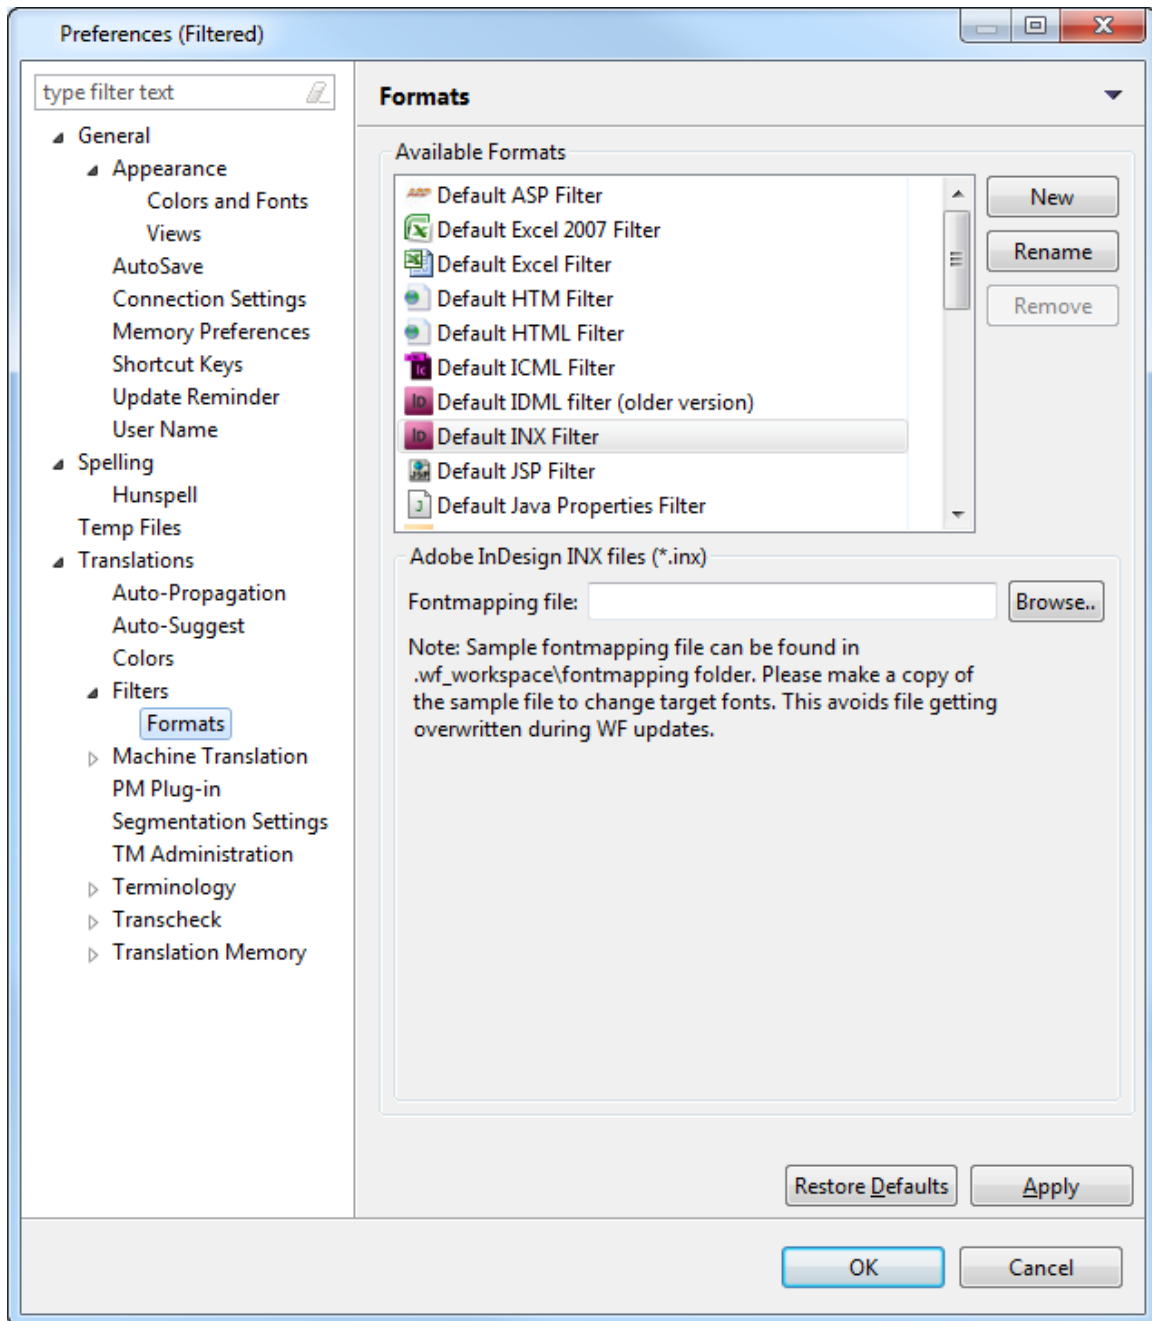 Preferences (Filtered)
type filter text
General
Appearance
Colors and Fonts
Views
AutoSave
Connection Settings
Memory Preferences
Shortcut Keys
Update Reminder
User Name
Spelling
Hunspell
Temp Files
Translations
Auto-Propagation
Auto-Suggest
Colors
Filters
Formats
Machine Translation
PM Plug-in
Segmentation Settings
TM Administration
Terminology
Transcheck
Translation Memory
Formats
Available Formats
Default ASP Filter
Default Excel 2007 Filter
Default Excel Filter
Default HTM Filter
Default HTML Filter
Default ICML Filter
Default IDML filter (older version)
Default INX Filter
Default JSP Filter
Default Java Properties Filter
New
Rename
Remove
Adobe InDesign INX files (*.inx)
Fontmapping file:
Browse..
Note: Sample fontmapping file can be found in
.wf_workspace\fontmapping folder. Please make a copy of
the sample file to change target fonts. This avoids file getting
overwritten during WF updates.
Restore Defaults
Apply
OK
Cancel